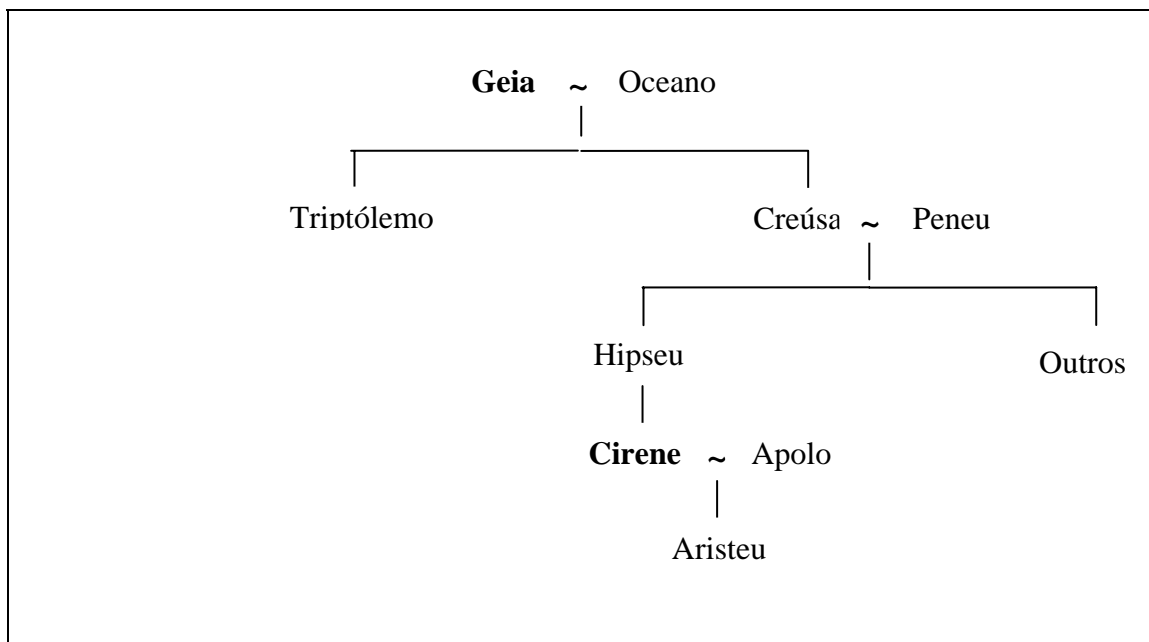 Geia ~ Oceano
Triptólemo Creúsa ~ Peneu
Hipseu Outros
Cirene ~ Apolo
Aristeu